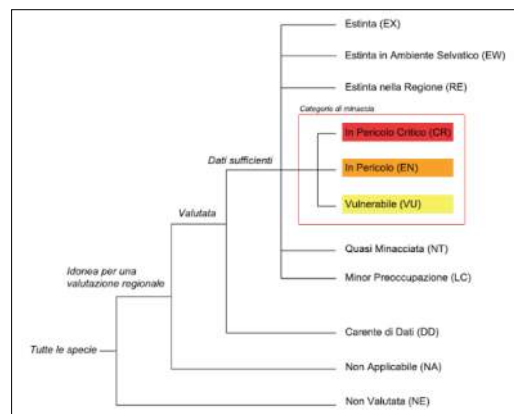 Estinta (EX)
Estinta in Ambiente Selvatico (EW)
Estinta nella Regione (RE)
Categorie di minaccia
In Pericolo Critico (CR)
Dati sufficienti
In Pericolo (EN)
Vulnerabile (VU)
Valutata
Quasi Minacciata (NT)
Idonea per una
valutazione regionale
Minor Preoccupazione (LC)
Carente di Dati (DD)
Tutte le specie
Non Applicabile (NA)
Non Valutata (NE)